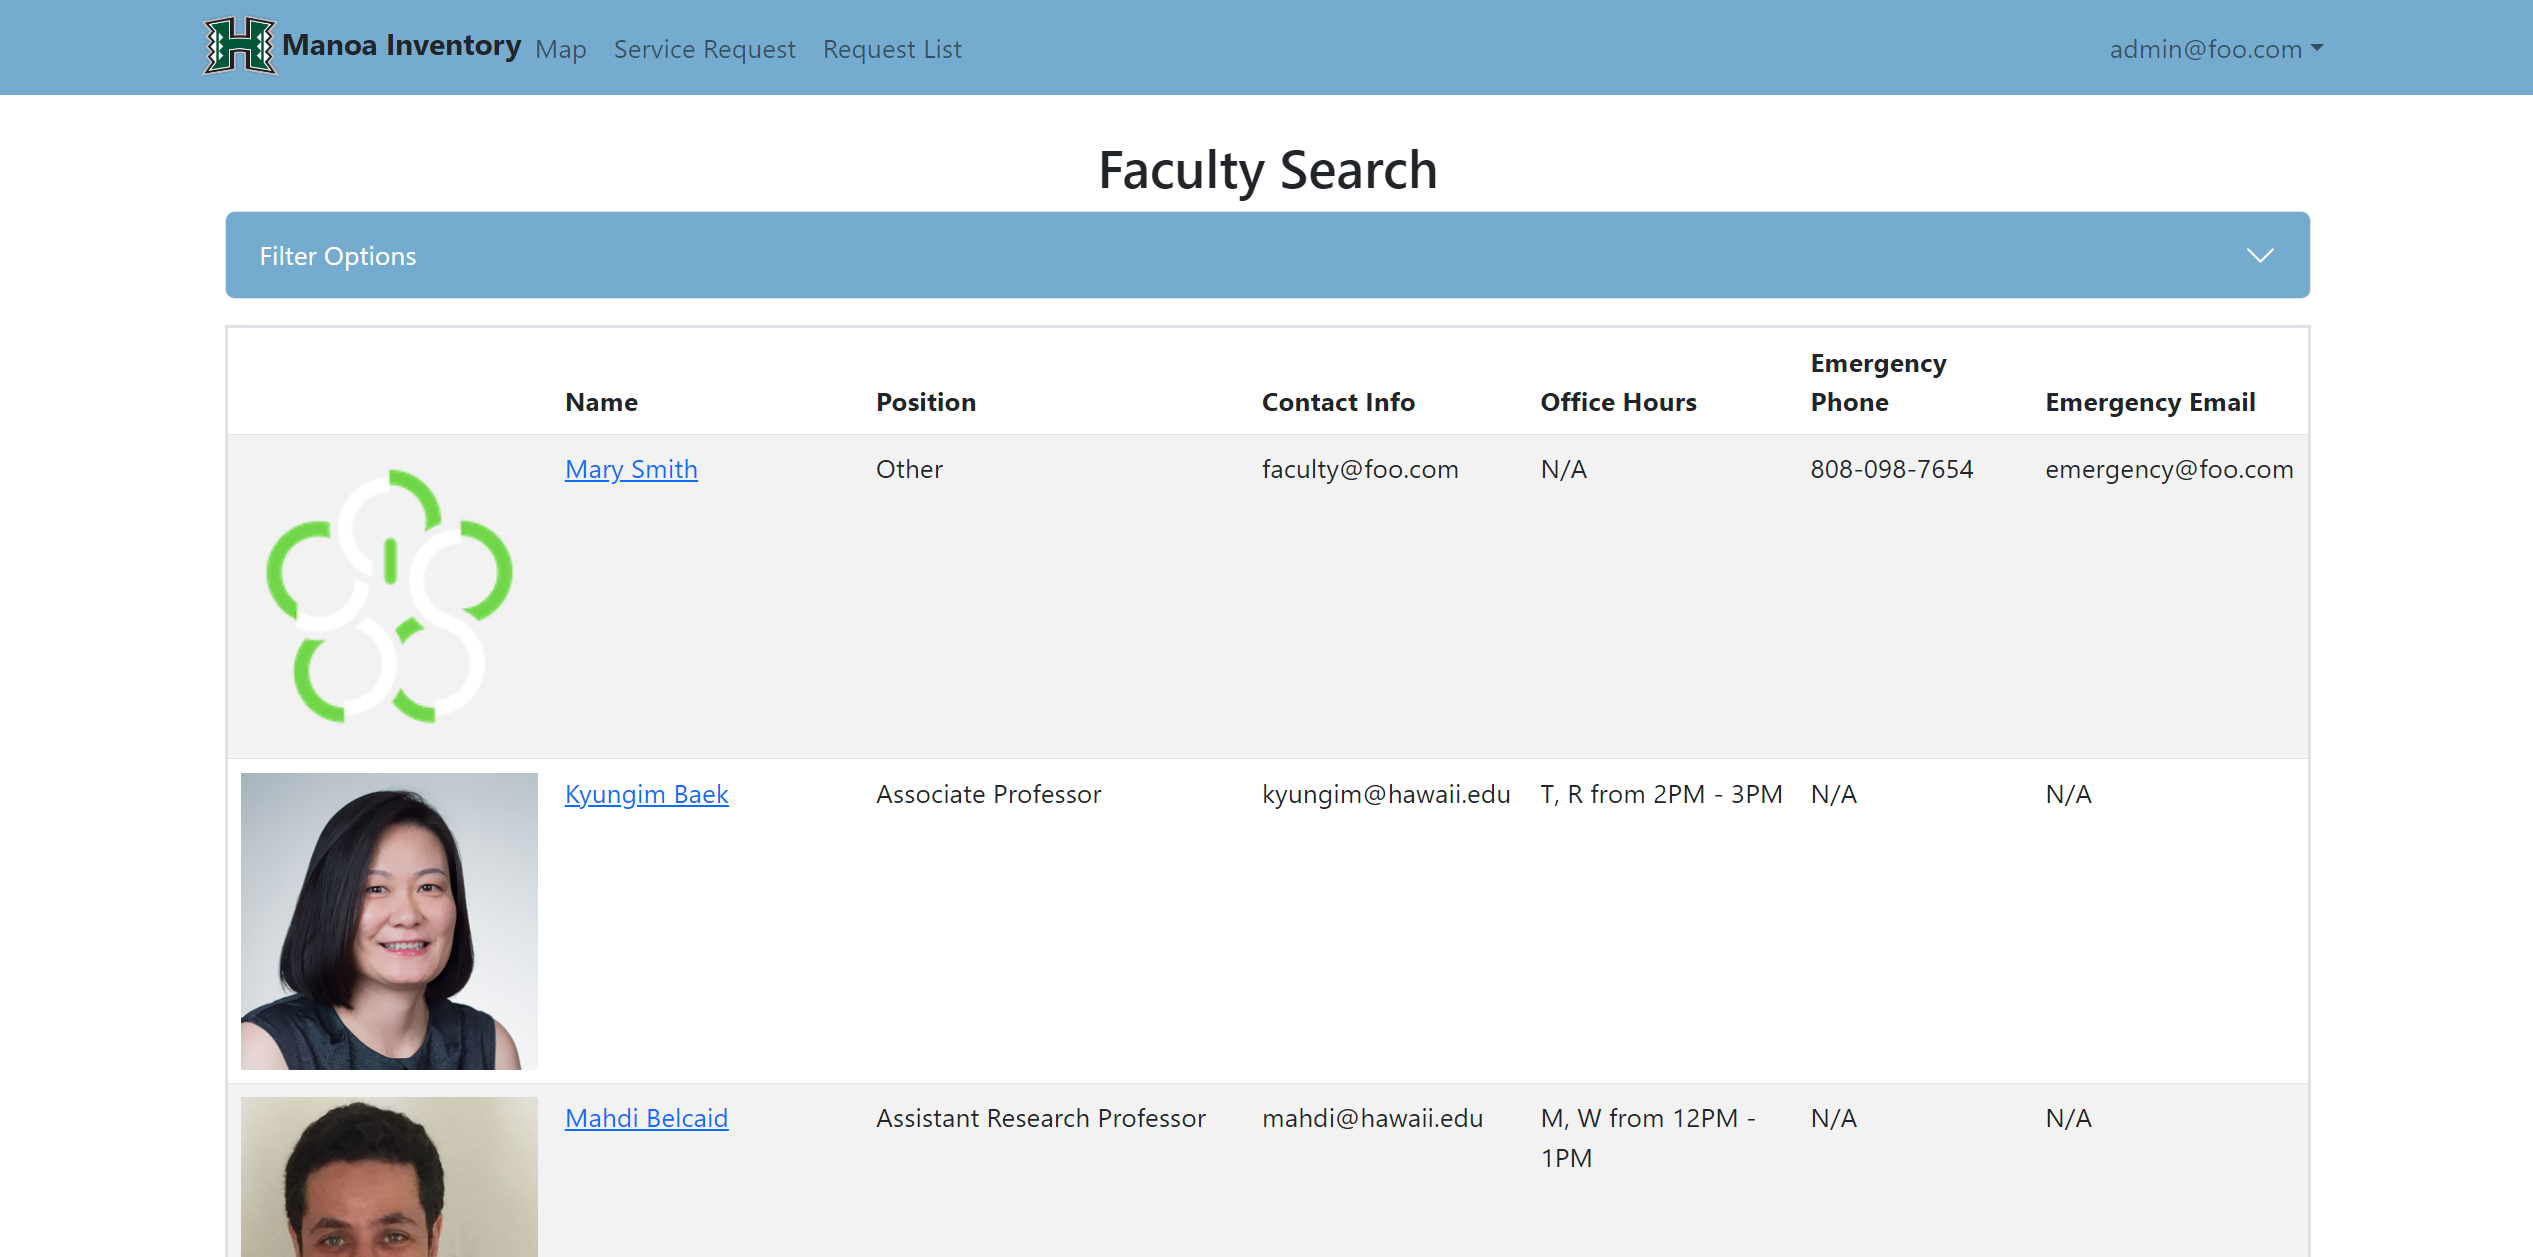 Manoa Inventory Map Service Request Request List admin@foo.com
Faculty Search
Filter Options
Name Position Contact Info Office Hours Emergency Phone Emergency Email
Mary Smith Other faculty@foo.com N/A 808-098-7654 emergency@foo.com
Kyungim Baek Associate Professor kyungim@hawaii.edu T, R from 2PM - 3PM N/A N/A
Mahdi Belcaid Assistant Research Professor mahdi@hawaii.edu M, W from 12PM - 1PM N/A N/A